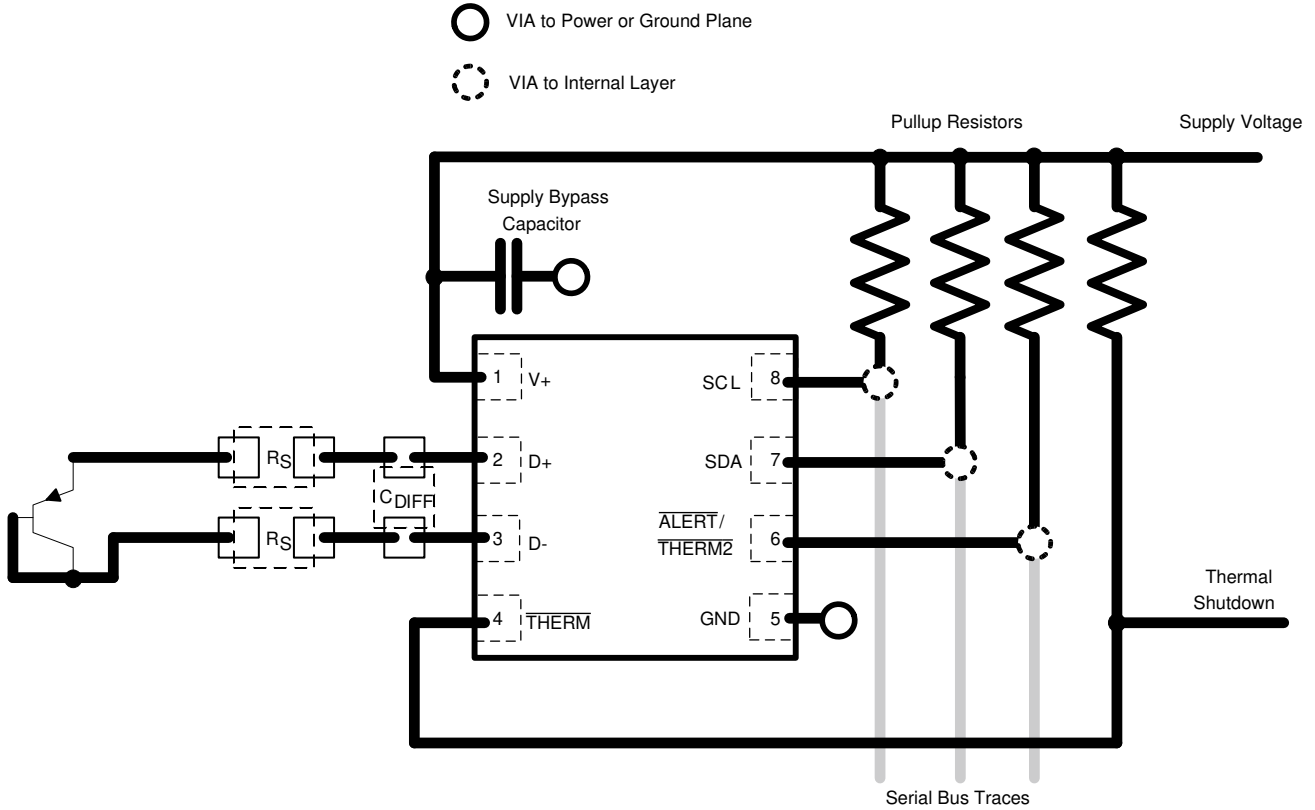 VIA to Power or Ground Plane
VIA to Internal Layer
Pullup Resistors
Supply Voltage
Supply Bypass
Capacitor
1 V+
SCL 8
RS
2 D+
SDA 7
CDIFF
RS
3 D-
ALERT/
THERM2 6
4 THERM
GND 5
Thermal
Shutdown
Serial Bus Traces